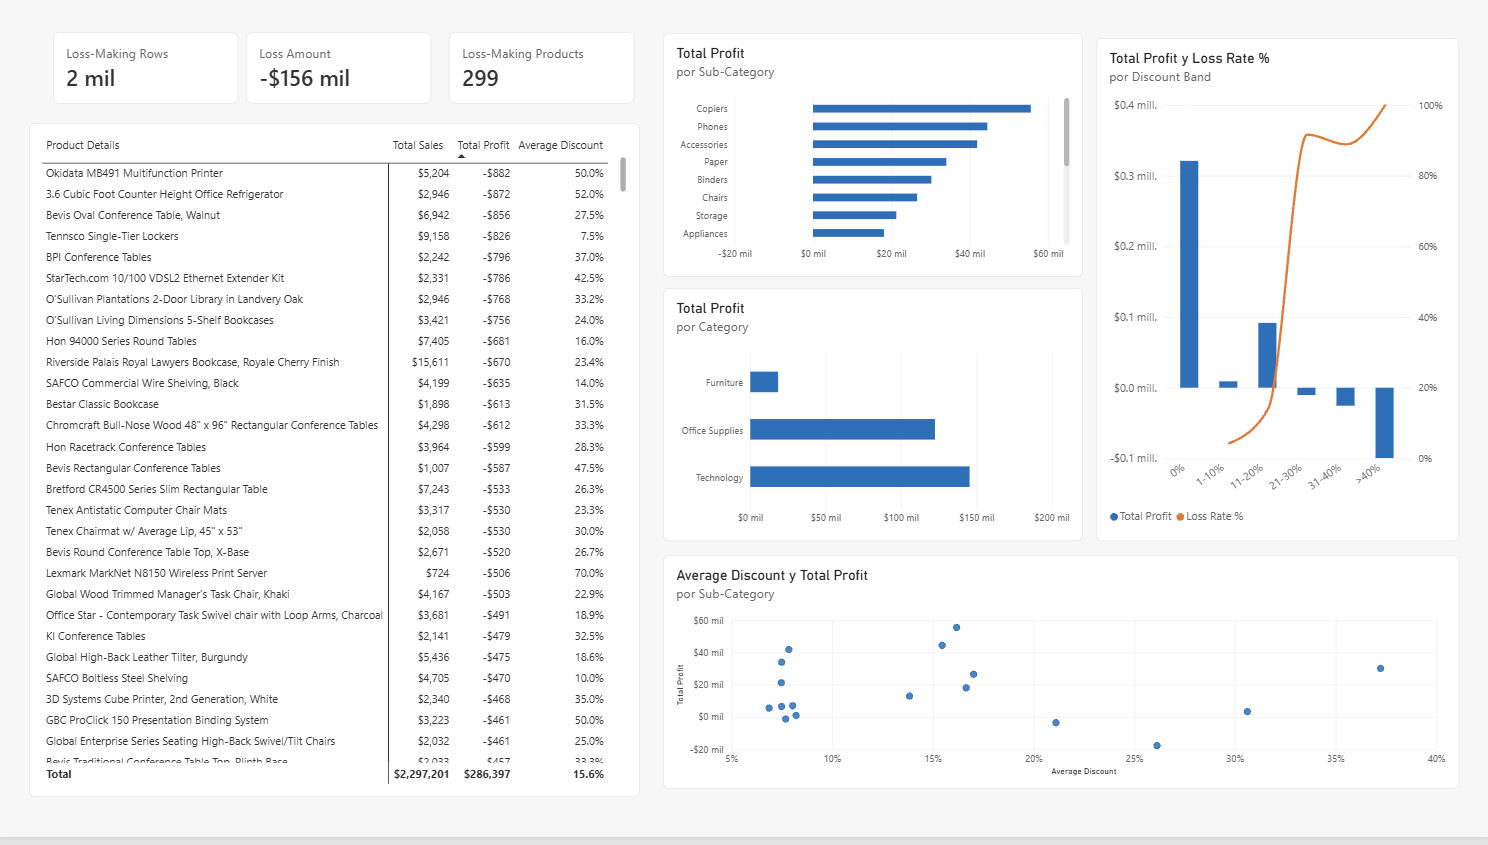 Loss-Making Rows
2 mil
Loss Amount
-$156 mil
Loss-Making Products
299
Product Details Total Sales Total Profit Average Discount
Okidata MB491 Multifunction Printer $5,204 -$882 50.0%
3.6 Cubic Foot Counter Height Office Refrigerator $2,946 -$872 52.0%
Bevis Oval Conference Table, Walnut $6,942 -$856 27.5%
Tennsco Single-Tier Lockers $9,158 -$826 7.5%
BPI Conference Tables $2,242 -$796 37.0%
StarTech.com 10/100 VDSL2 Ethernet Extender Kit $2,331 -$786 42.5%
O'Sullivan Plantations 2-Door Library in Landvery Oak $2,946 -$768 33.2%
O'Sullivan Living Dimensions 5-Shelf Bookcases $3,421 -$756 24.0%
Hon 94000 Series Round Tables $7,405 -$681 16.0%
Riverside Palais Royal Lawyers Bookcase, Royale Cherry Finish $15,611 -$670 23.4%
SAFCO Commercial Wire Shelving, Black $4,199 -$635 14.0%
Bestar Classic Bookcase $1,898 -$613 31.5%
Chromcraft Bull-Nose Wood 48" x 96" Rectangular Conference Tables $4,298 -$612 33.3%
Hon Racetrack Conference Tables $3,964 -$599 28.3%
Bevis Rectangular Conference Tables $1,007 -$587 47.5%
Bretford CR4500 Series Slim Rectangular Table $7,243 -$533 26.3%
Tenex Antistatic Computer Chair Mats $3,317 -$530 23.3%
Tenex Chairmat w/ Average Lip, 45" x 53" $2,058 -$530 30.0%
Bevis Round Conference Table Top, X-Base $2,671 -$520 26.7%
Lexmark MarkNet N8150 Wireless Print Server $724 -$506 70.0%
Global Wood Trimmed Manager's Task Chair, Khaki $4,167 -$503 22.9%
Office Star - Contemporary Task Swivel chair with Loop Arms, Charcoal $3,681 -$491 18.9%
KI Conference Tables $2,141 -$479 32.5%
Global High-Back Leather Tilter, Burgundy $5,436 -$475 18.6%
SAFCO Boltless Steel Shelving $4,705 -$470 10.0%
3D Systems Cube Printer, 2nd Generation, White $2,340 -$468 35.0%
GBC ProClick 150 Presentation Binding System $3,223 -$461 50.0%
Global Enterprise Series Seating High-Back Swivel/Tilt Chairs $2,032 -$461 25.0%
Bevis Traditional Conference Table Top, Plinth Base $2,033 -$457 33.3%
Total $2,297,201 $286,397 15.6%
Total Profit
por Sub-Category
Copiers
Phones
Accessories
Paper
Binders
Chairs
Storage
Appliances
-$20 mil $0 mil $20 mil $40 mil $60 mil
Total Profit
por Category
Furniture
Office Supplies
Technology
$0 mil $50 mil $100 mil $150 mil $200 mil
Total Profit y Loss Rate %
por Discount Band
$0.4 mill. 100%
$0.3 mill. 80%
$0.2 mill. 60%
$0.1 mill. 40%
$0.0 mill. 20%
-$0.1 mill. 0%
0% 1-10% 11-20% 21-30% 31-40% >40%
Total Profit Loss Rate %
Average Discount y Total Profit
por Sub-Category
Total Profit
$60 mil
$40 mil
$20 mil
$0 mil
-$20 mil
5% 10% 15% 20% 25% 30% 35% 40%
Average Discount